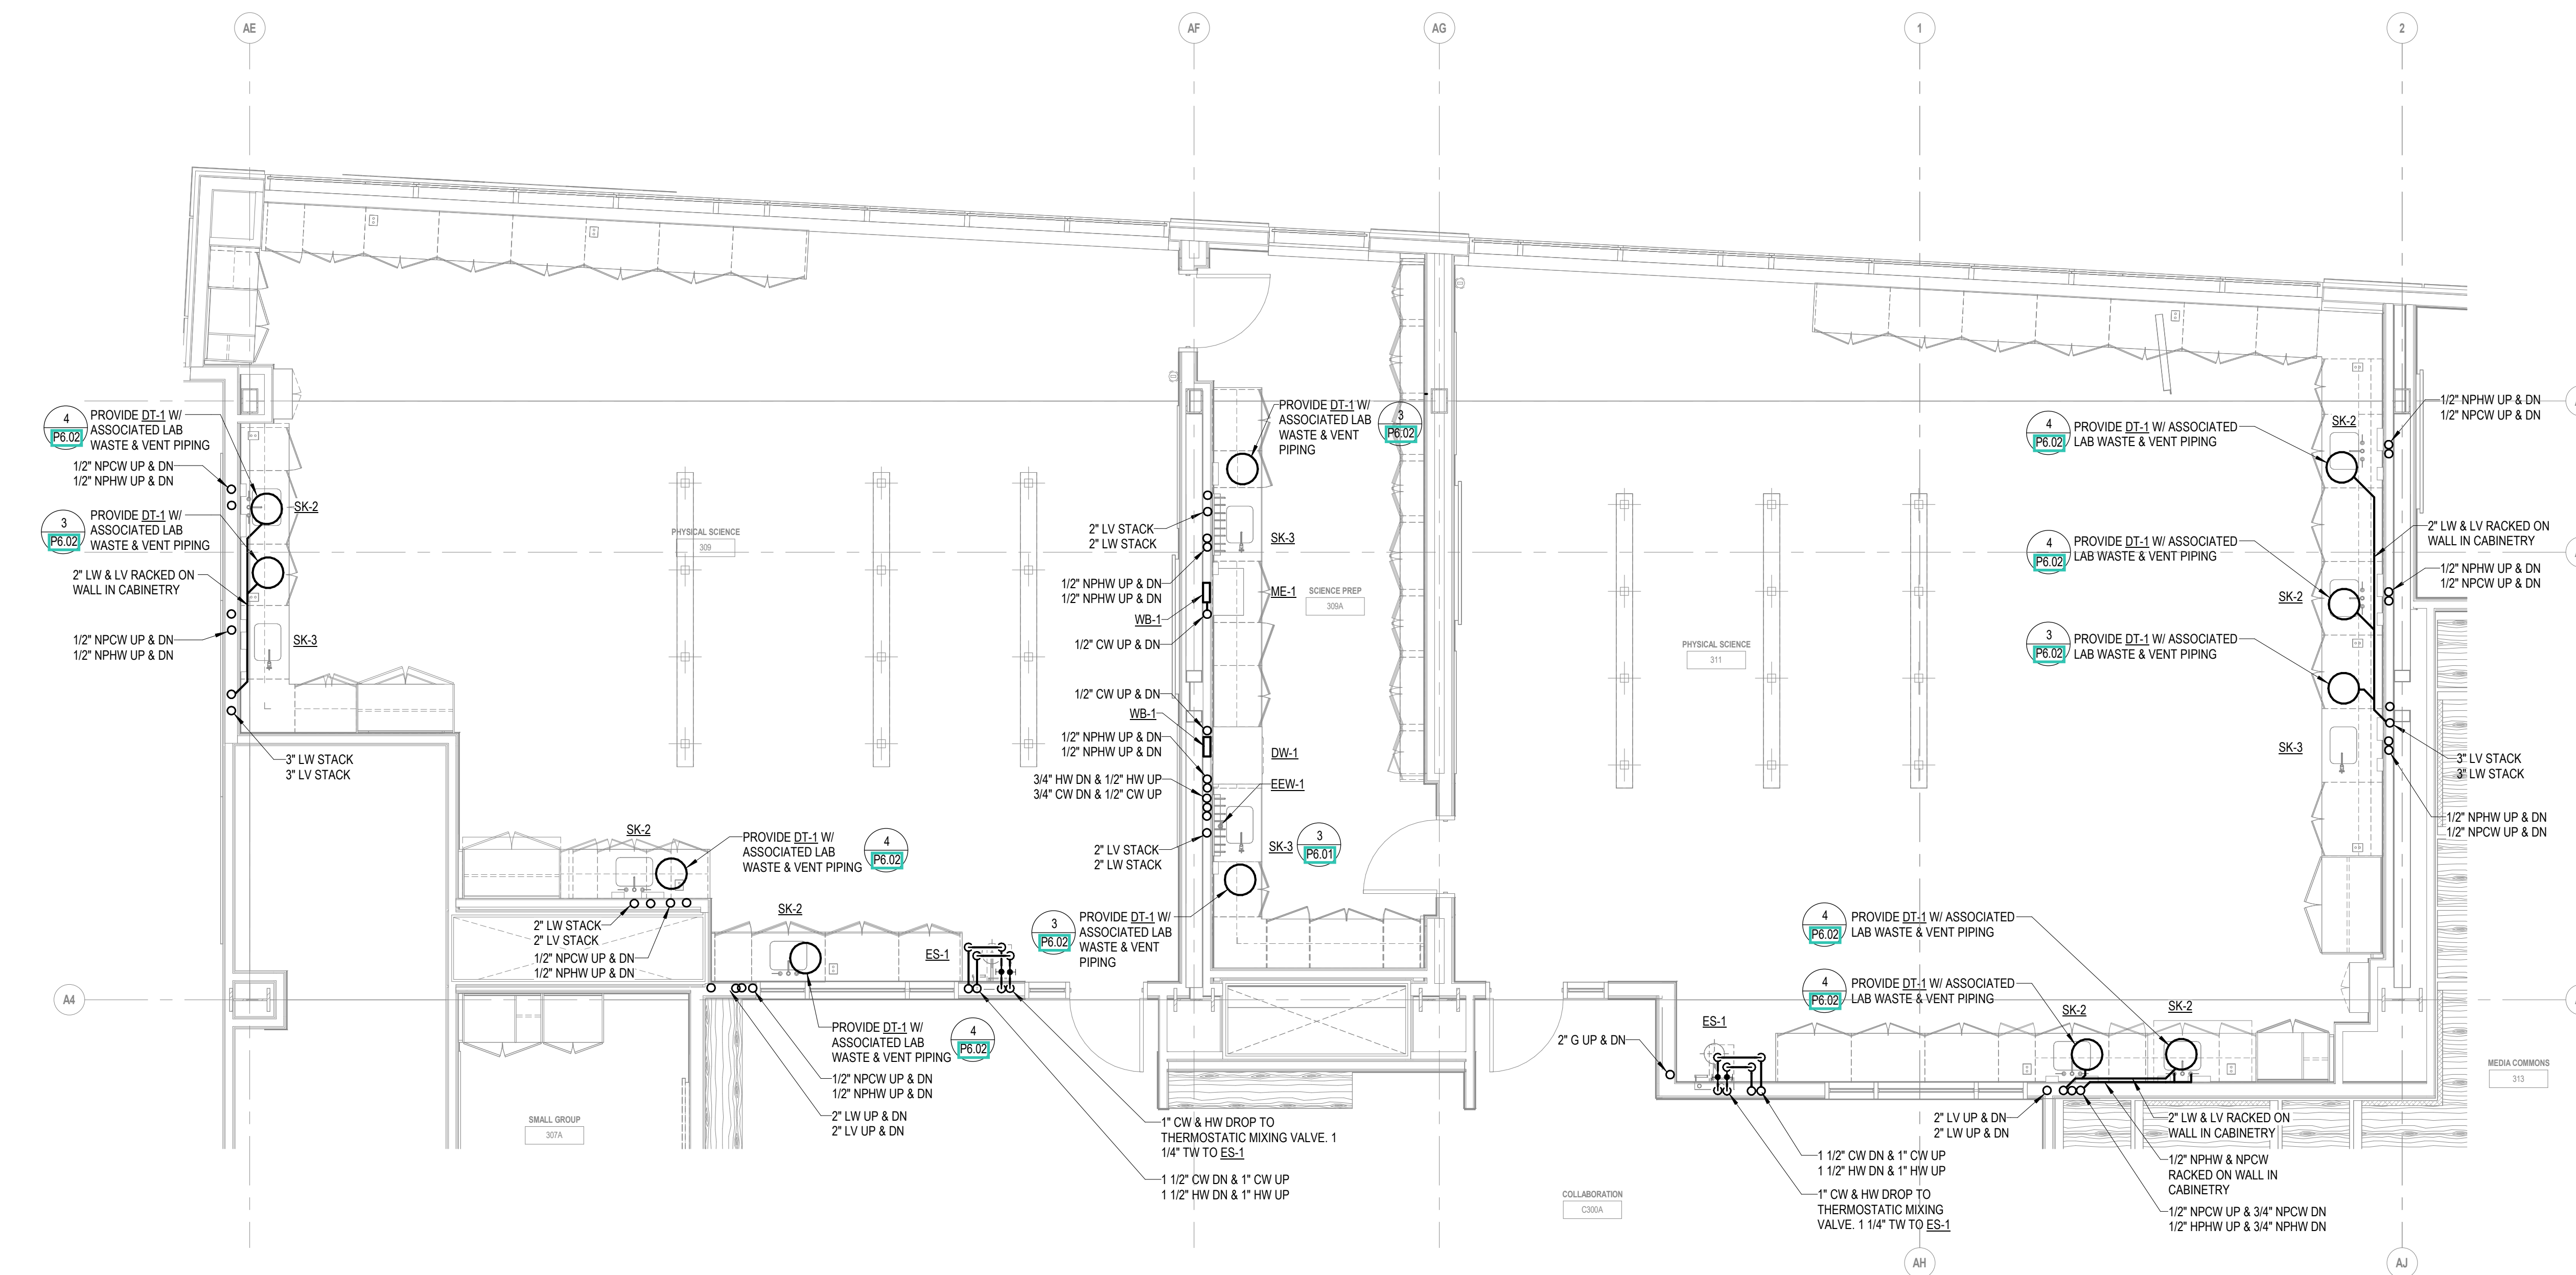 AE
AF
AG
1
2
4
P6.02
PROVIDE DT-1 W/
ASSOCIATED LAB
WASTE & VENT PIPING
1/2" NPCW UP & DN
1/2" NPHW UP & DN
SK-2
3
P6.02
PROVIDE DT-1 W/
ASSOCIATED LAB
WASTE & VENT PIPING
2" LW & LV RACKED ON
WALL IN CABINETRY
1/2" NPCW UP & DN
1/2" NPHW UP & DN
SK-3
3" LW STACK
3" LV STACK
PHYSICAL SCIENCE
309
SK-2
PROVIDE DT-1 W/
ASSOCIATED LAB
WASTE & VENT PIPING
4
P6.02
2" LW STACK
2" LV STACK
1/2" NPCW UP & DN
1/2" NPHW UP & DN
SK-2
ES-1
A4
PROVIDE DT-1 W/
ASSOCIATED LAB
WASTE & VENT PIPING
4
P6.02
1/2" NPCW UP & DN
1/2" NPHW UP & DN
2" LW UP & DN
2" LV UP & DN
SMALL GROUP
307A
1" CW & HW DROP TO
THERMOSTATIC MIXING VALVE. 1
1/4" TW TO ES-1
1 1/2" CW DN & 1" CW UP
1 1/2" HW DN & 1" HW UP
PROVIDE DT-1 W/
ASSOCIATED LAB
WASTE & VENT
PIPING
3
P6.02
2" LV STACK
2" LW STACK
SK-3
1/2" NPHW UP & DN
1/2" NPHW UP & DN
ME-1
SCIENCE PREP
309A
WB-1
1/2" CW UP & DN
1/2" CW UP & DN
WB-1
1/2" NPHW UP & DN
1/2" NPHW UP & DN
DW-1
3/4" HW DN & 1/2" HW UP
3/4" CW DN & 1/2" CW UP
EEW-1
2" LV STACK
2" LW STACK
SK-3
3
P6.01
3
P6.02
PROVIDE DT-1 W/
ASSOCIATED LAB
WASTE & VENT
PIPING
PHYSICAL SCIENCE
311
4
P6.02
PROVIDE DT-1 W/ ASSOCIATED
LAB WASTE & VENT PIPING
SK-2
1/2" NPHW UP & DN
1/2" NPCW UP & DN
4
P6.02
PROVIDE DT-1 W/ ASSOCIATED
LAB WASTE & VENT PIPING
2" LW & LV RACKED ON
WALL IN CABINETRY
SK-2
1/2" NPHW UP & DN
1/2" NPCW UP & DN
3
P6.02
PROVIDE DT-1 W/ ASSOCIATED
LAB WASTE & VENT PIPING
SK-3
3" LV STACK
3" LW STACK
1/2" NPHW UP & DN
1/2" NPCW UP & DN
4
P6.02
PROVIDE DT-1 W/ ASSOCIATED
LAB WASTE & VENT PIPING
4
P6.02
PROVIDE DT-1 W/ ASSOCIATED
LAB WASTE & VENT PIPING
SK-2
SK-2
ES-1
2" G UP & DN
MEDIA COMMONS
313
2" LV UP & DN
2" LW UP & DN
2" LW & LV RACKED ON
WALL IN CABINETRY
1 1/2" CW DN & 1" CW UP
1 1/2" HW DN & 1" HW UP
1/2" NPHW & NPCW
RACKED ON WALL IN
CABINETRY
COLLABORATION
C300A
1" CW & HW DROP TO
THERMOSTATIC MIXING
VALVE. 1 1/4" TW TO ES-1
1/2" NPCW UP & 3/4" NPCW DN
1/2" HPHW UP & 3/4" NPHW DN
AH
AJ